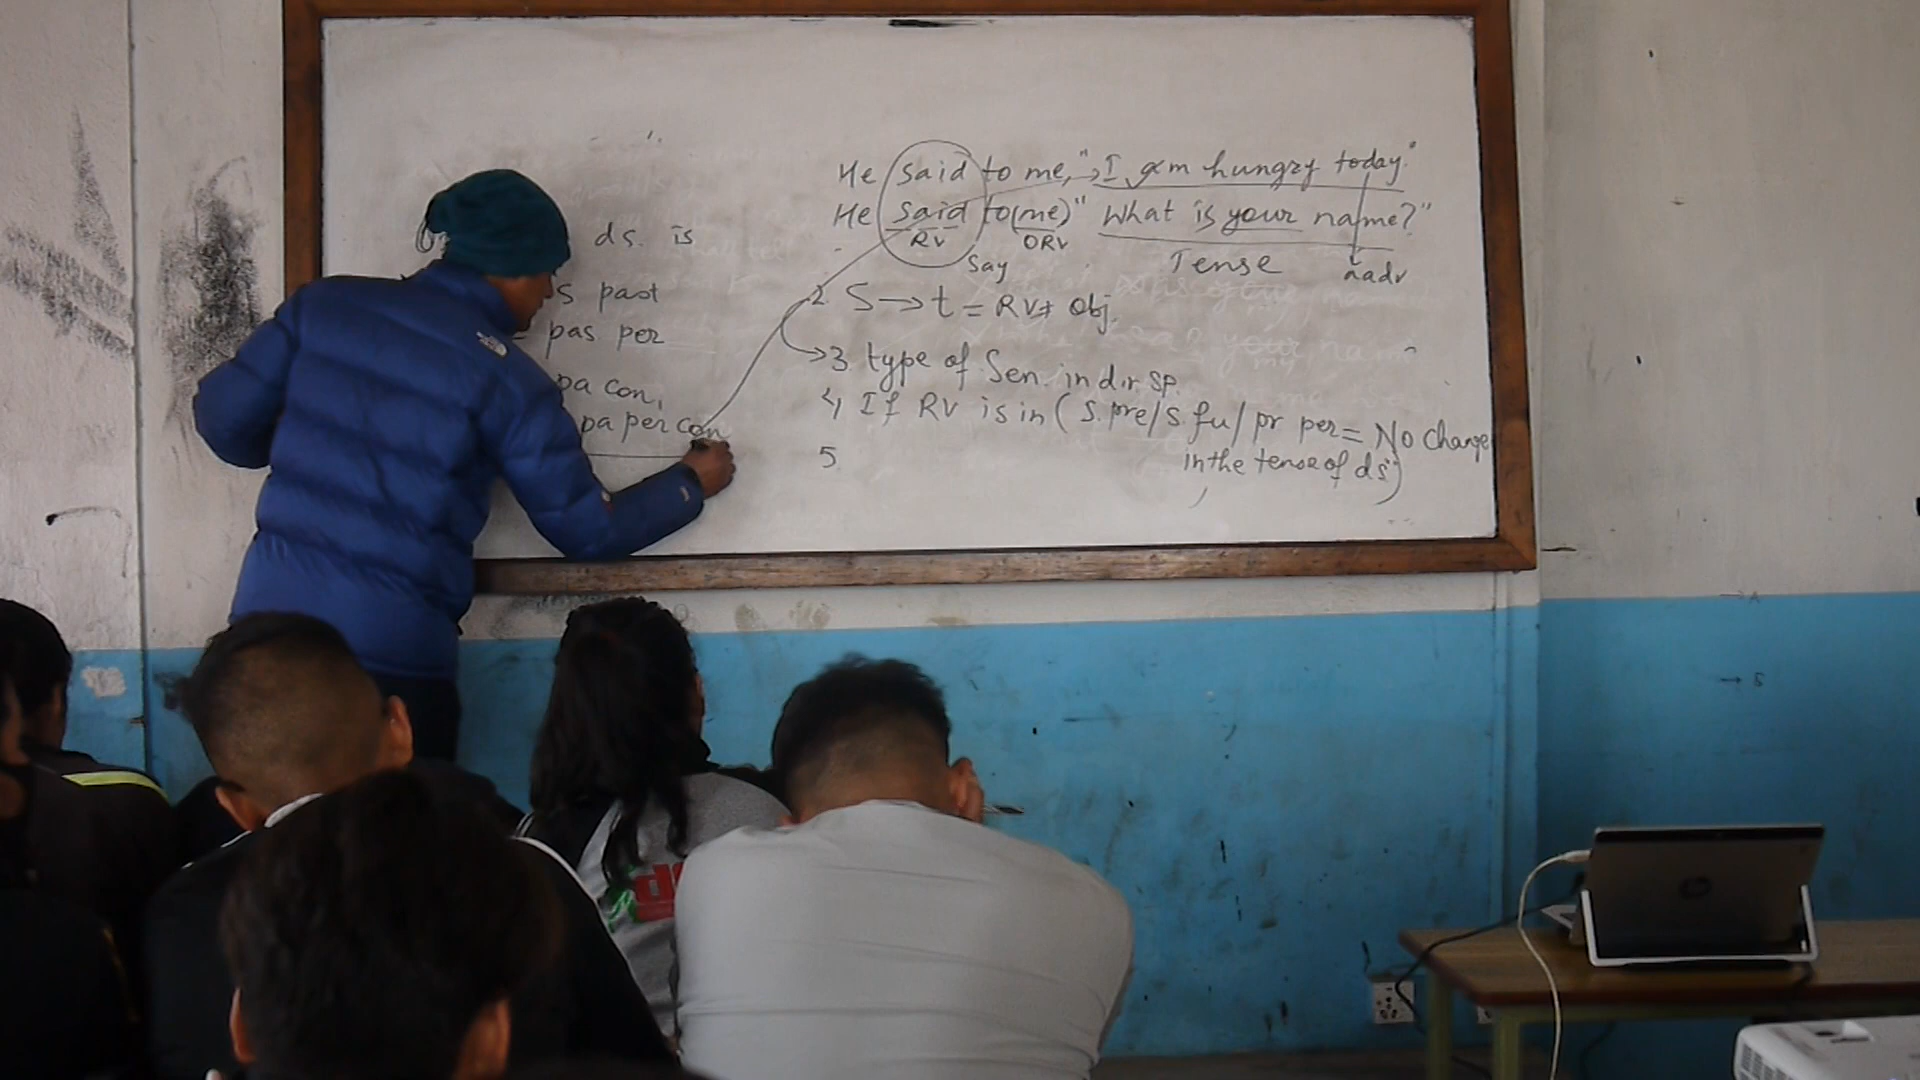 ds. is
s past
pas per
pa con,
pa per con
He said to me, "I am hungry today."
He said to (me) "What is your name?"
RV ORV
Say Tense adv
2. S → t = RV + Obj.
3 type of Sen. in dir. sp.
4, If RV is in (s. pre/s. fu/ pr per = No change
in the tense of ds)
5